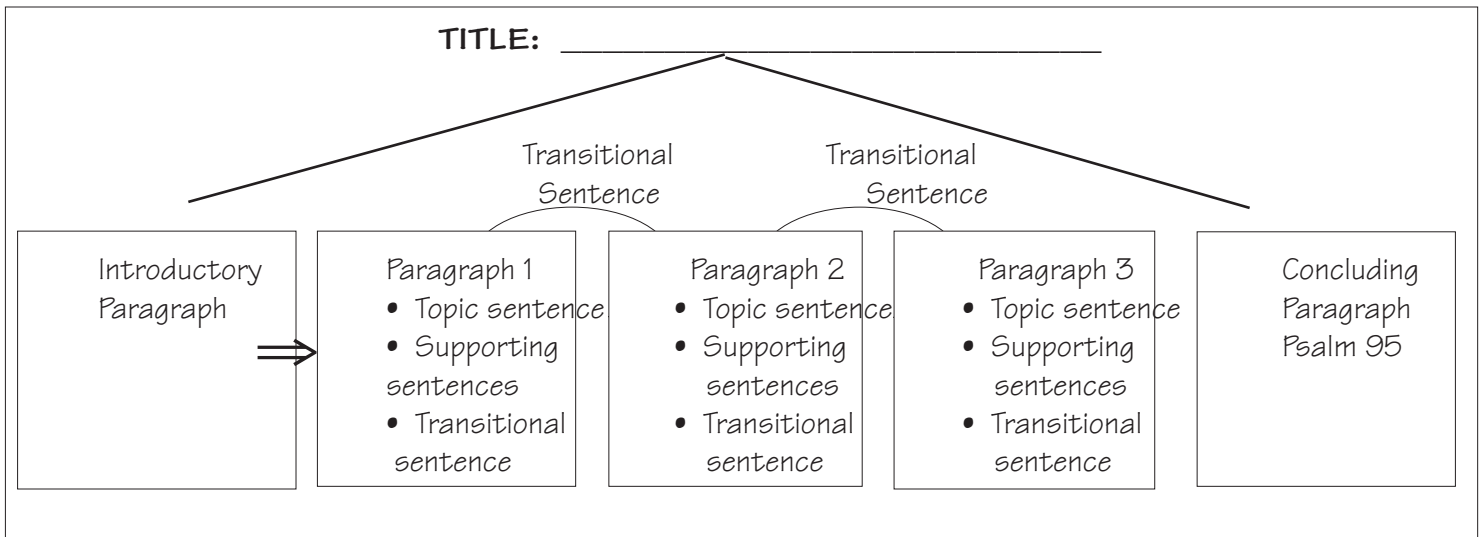 TITLE: ______________________________
Transitional
Sentence
Transitional
Sentence
Introductory
Paragraph
Paragraph 1
• Topic sentence
• Supporting
sentences
• Transitional
sentence
Paragraph 2
• Topic sentence
• Supporting
sentences
• Transitional
sentence
Paragraph 3
• Topic sentence
• Supporting
sentences
• Transitional
sentence
Concluding
Paragraph
Psalm 95